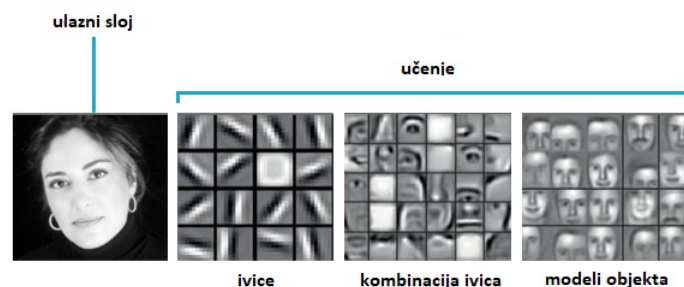 ulazni sloj
učenje
ivice
kombinacija ivica
modeli objekta